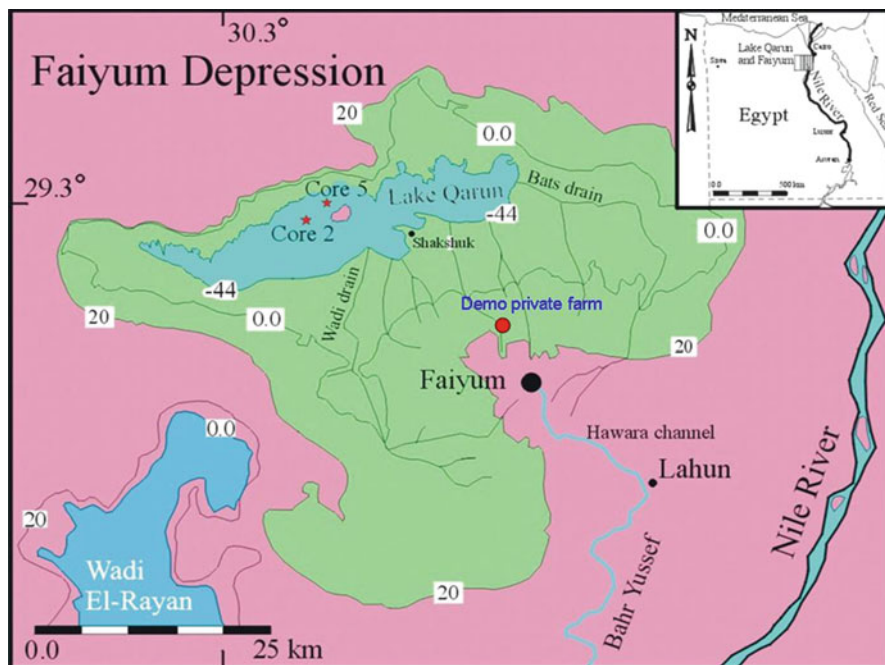 30.3°
Faiyum Depression
20
0.0
29.3°
Core 5
Core 2
Lake Qarun
Bats drain
-44
Shakshuk
0.0
-44
20
0.0
Wadi drain
Demo private farm
20
Faiyum
Hawara channel
Lahun
0.0
20
Wadi
El-Rayan
20
Bahr Yussef
Nile River
0.0
25 km
Mediterranean Sea
N
Cairo
Lake Qarun
and Faiyum
Siwa
Nile River
Red Sea
Egypt
Luxor
Aswan
0.0
500 km